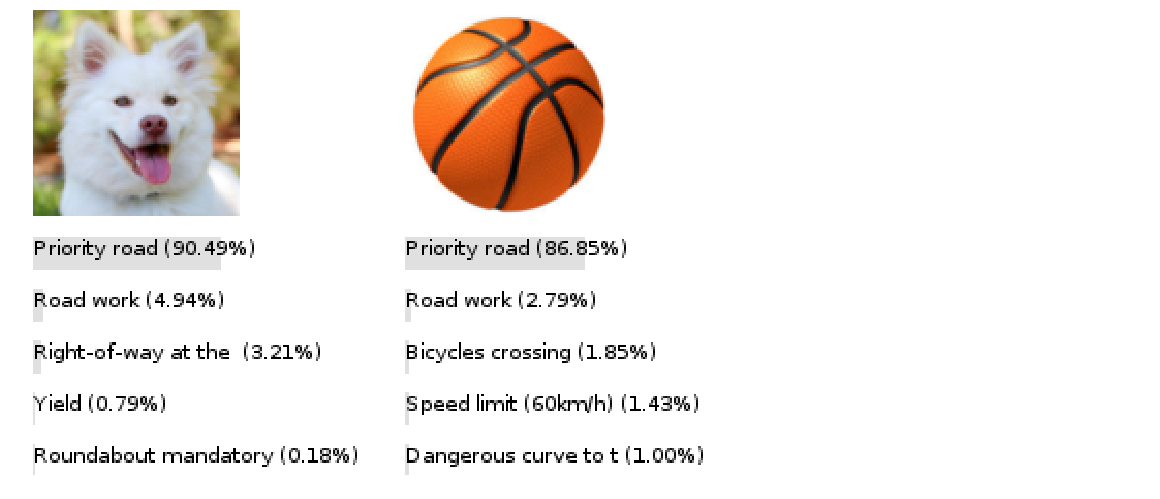 Priority road (90.49%)
Road work (4.94%)
Right-of-way at the  (3.21%)
Yield (0.79%)
Roundabout mandatory (0.18%)
Priority road (86.85%)
Road work (2.79%)
Bicycles crossing (1.85%)
Speed limit (60km/h) (1.43%)
Dangerous curve to t (1.00%)